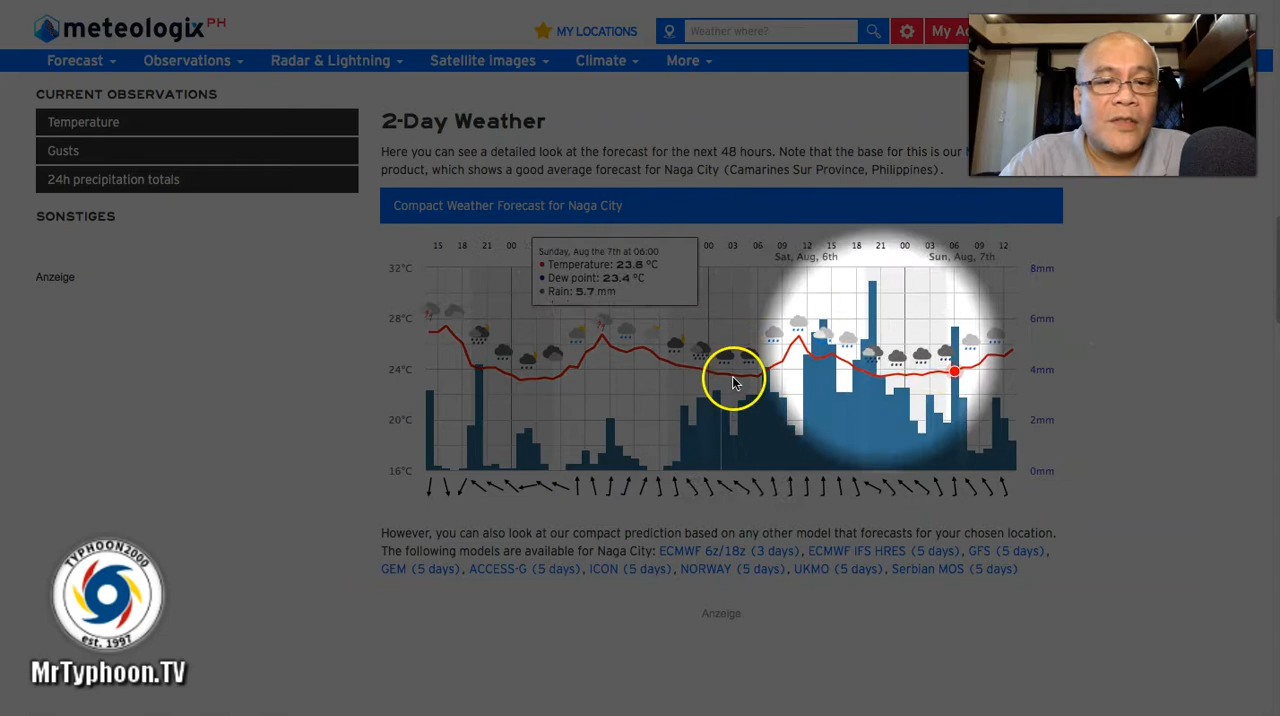 meteologix PH
MY LOCATIONS
Weather where?
My Ac
Forecast
Observations
Radar & Lightning
Satellite images
Climate
More
CURRENT OBSERVATIONS
Temperature
Gusts
24h precipitation totals
SONSTIGES
Anzeige
2-Day Weather
Here you can see a detailed look at the forecast for the next 48 hours. Note that the base for this is our
product, which shows a good average forecast for Naga City (Camarines Sur Province, Philippines).
Compact Weather Forecast for Naga City
15 18 21 00 00 03 06 09 12 15 18 21 00 03 06 09 12
Sat, Aug, 6th Sun, Aug, 7th
Sunday, Aug the 7th at 06:00
Temperature: 23.8 ºC
Dew point: 23.4 ºC
Rain: 5.7 mm
32°C 8mm
28°C 6mm
24°C 4mm
20°C 2mm
16°C 0mm
However, you can also look at our compact prediction based on any other model that forecasts for your chosen location.
The following models are available for Naga City: ECMWF 6z/18z (3 days), ECMWF IFS HRES (5 days), GFS (5 days),
GEM (5 days), ACCESS-G (5 days), ICON (5 days), NORWAY (5 days), UKMO (5 days), Serbian MOS (5 days)
Anzeige
TYPHOON2000
est. 1997
MrTyphoon.TV